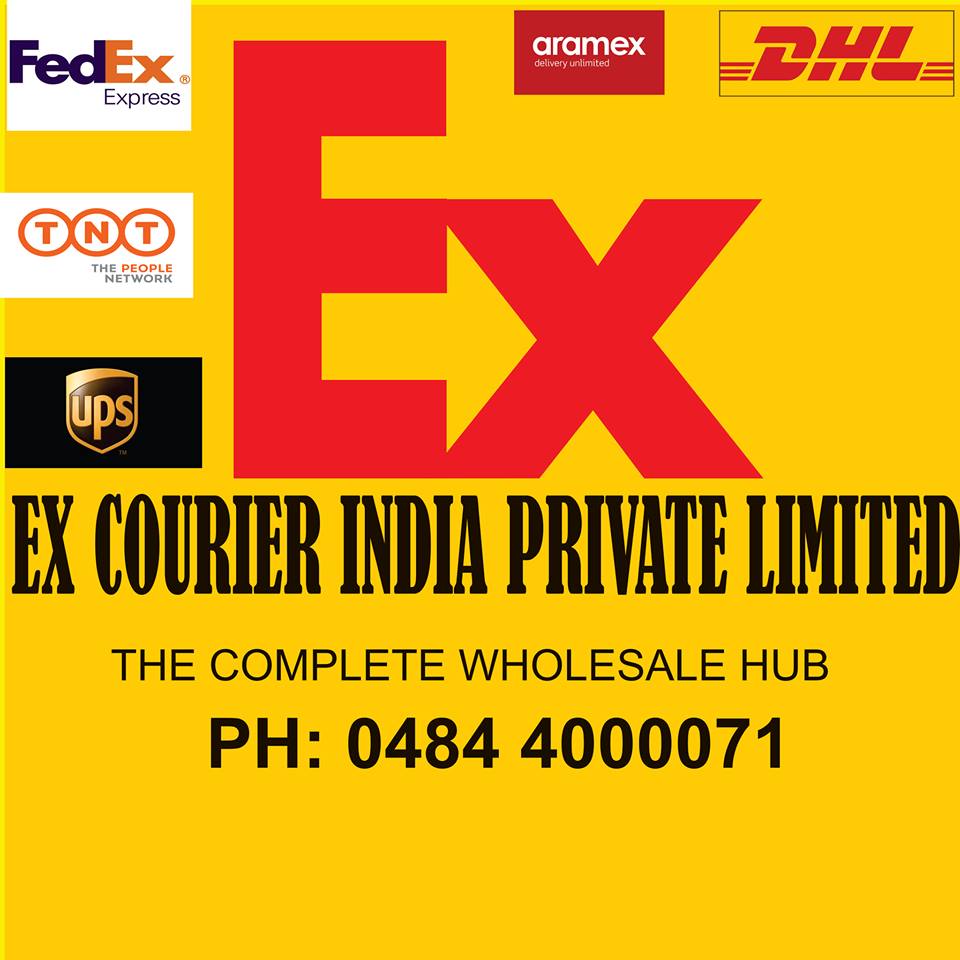 FedEx®
Express
aramex
delivery unlimited
DHL
TNT
THE PEOPLE
NETWORK
ups
TM
Ex
EX COURIER INDIA PRIVATE LIMITED
THE COMPLETE WHOLESALE HUB
PH: 0484 4000071